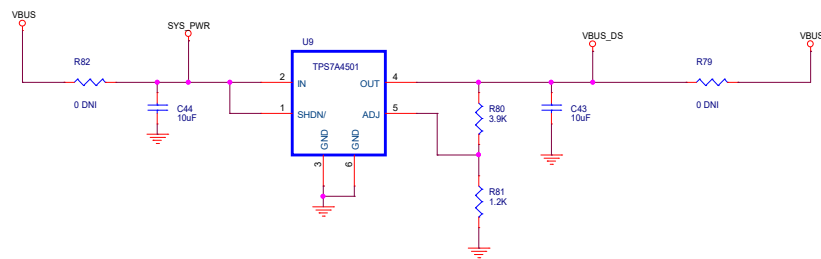 VBUS
SYS_PWR
VBUS_DS
VBUS
R82
0 DNI
C44
10uF
U9
TPS7A4501
2
IN
OUT
4
1
SHDN/
ADJ
5
GND
GND
3
6
R80
3.9K
R81
1.2K
C43
10uF
R79
0 DNI